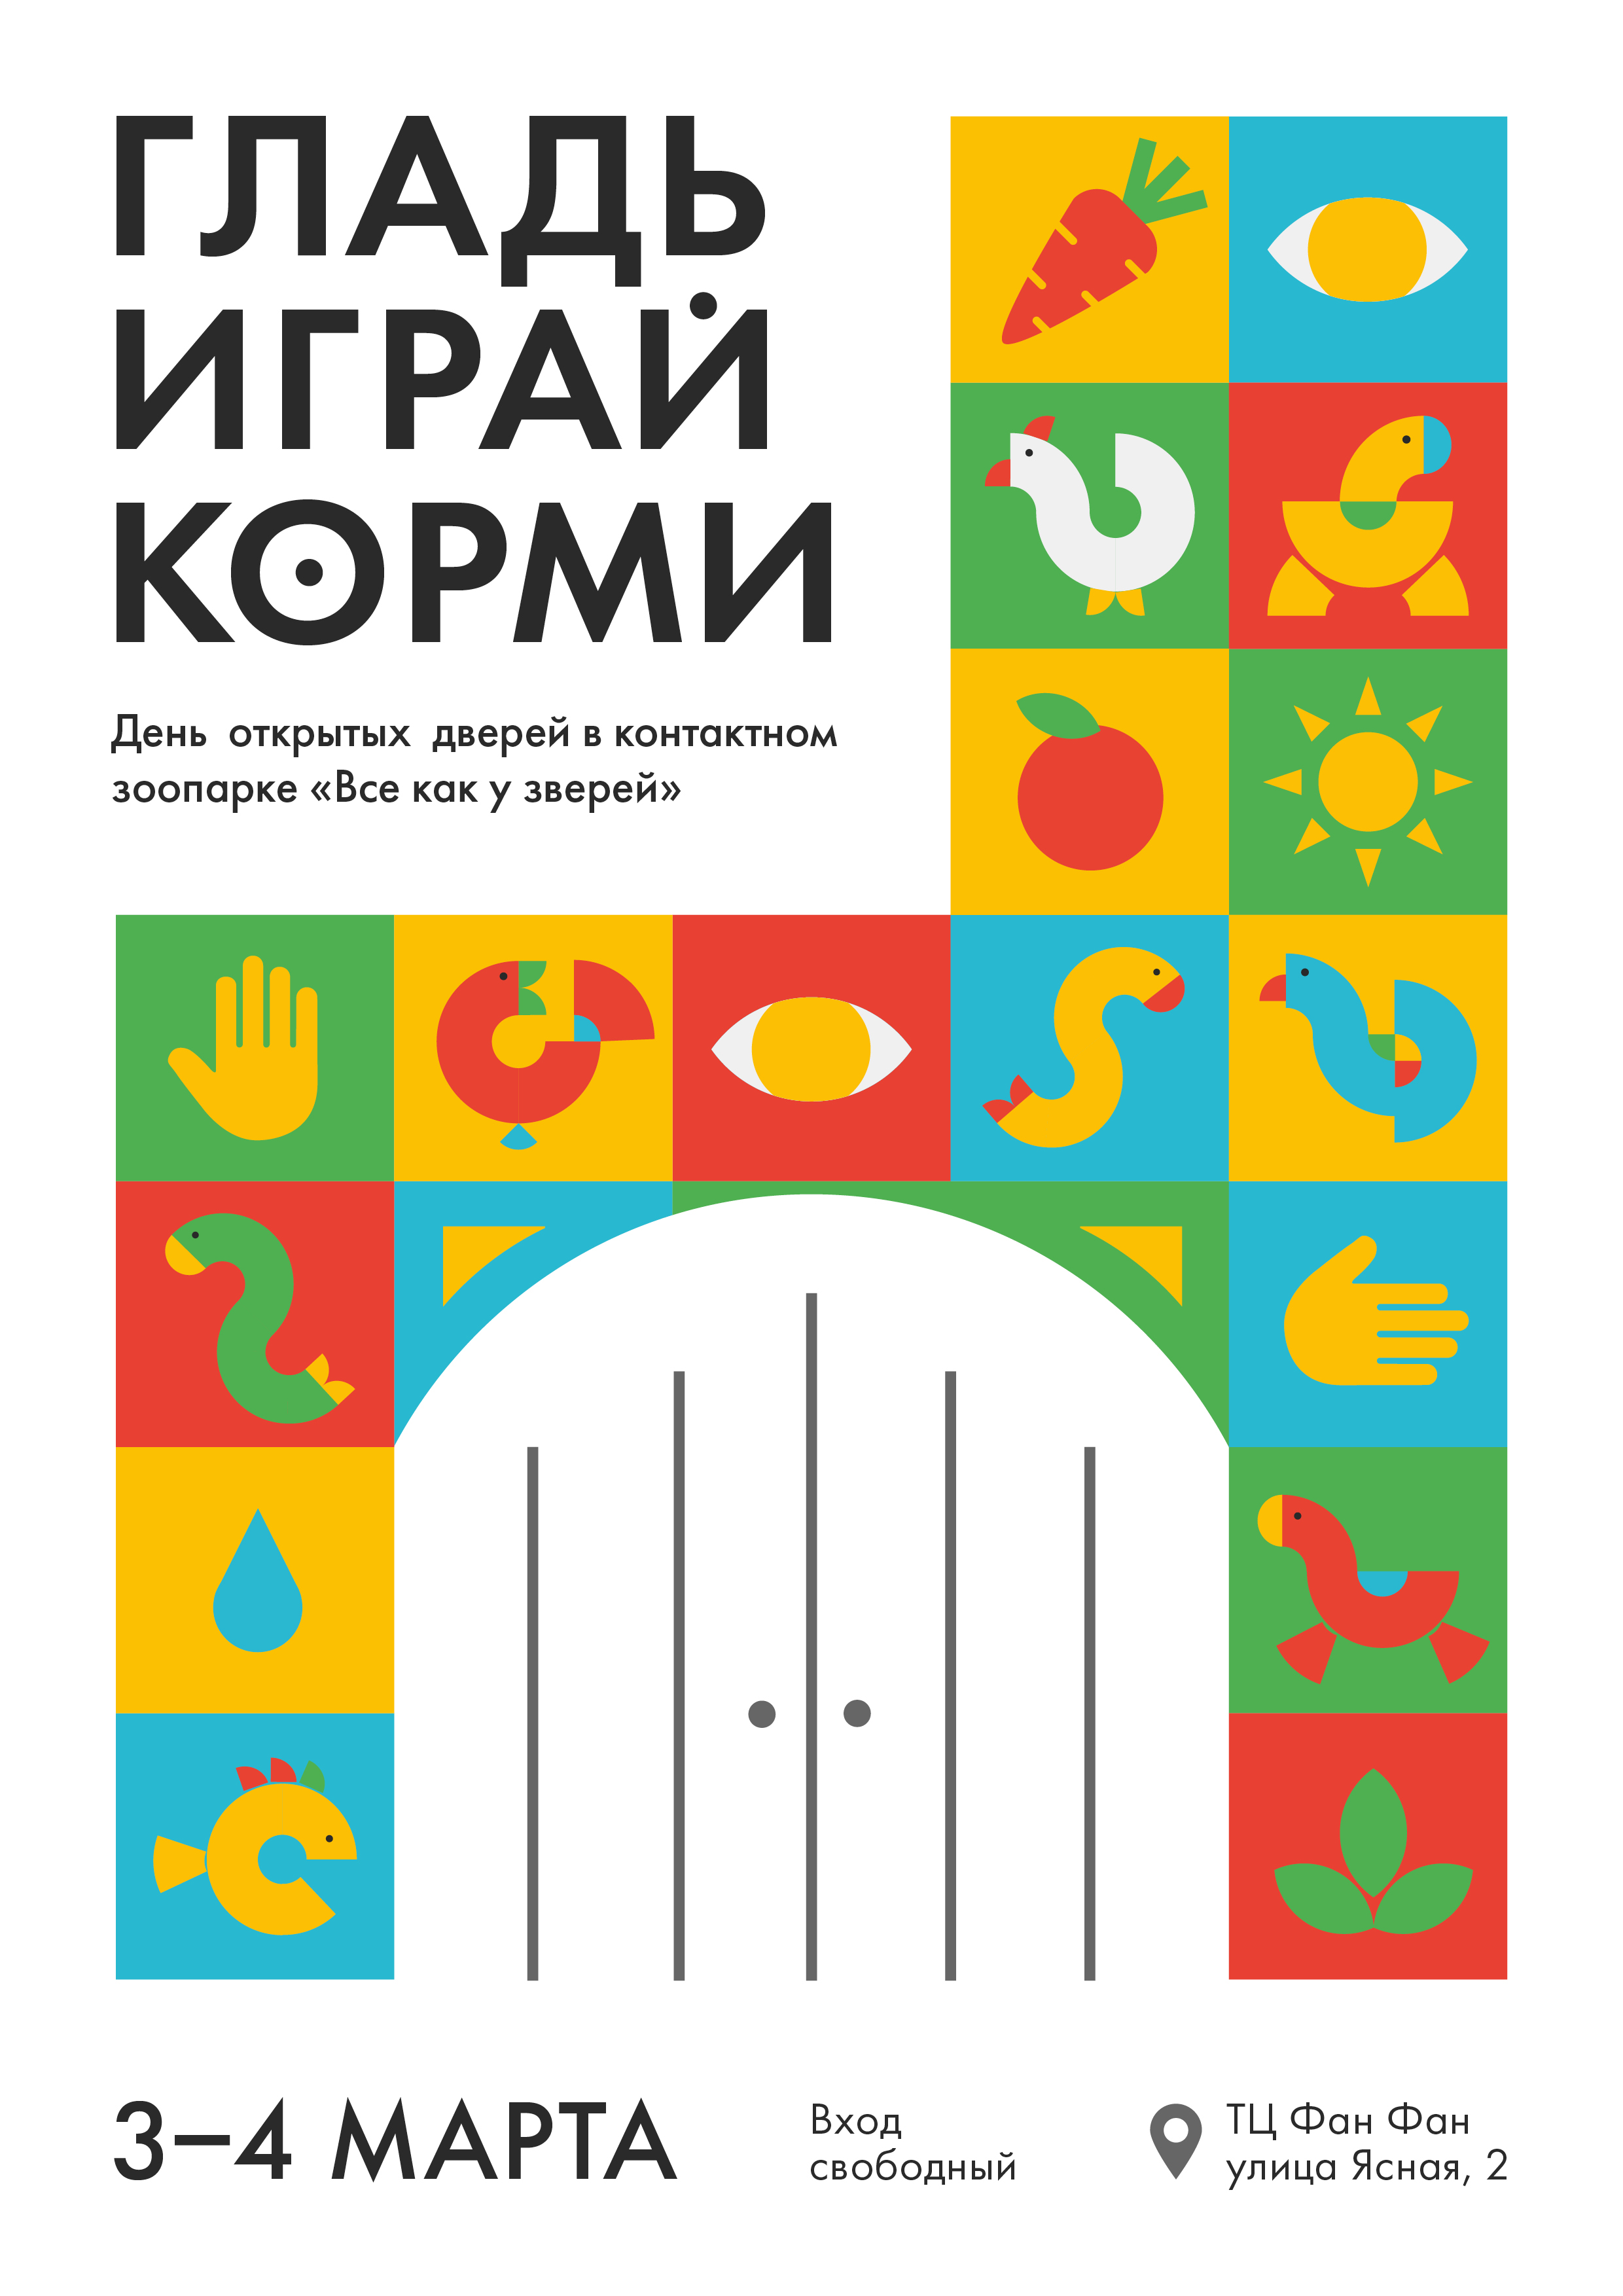 ГЛАДЬ
ИГРАЙ
КОРМИ
День открытых дверей в контактном
зоопарке «Все как у зверей»
3–4 МАРТА
Вход
свободный
ТЦ Фан Фан
улица Ясная, 2